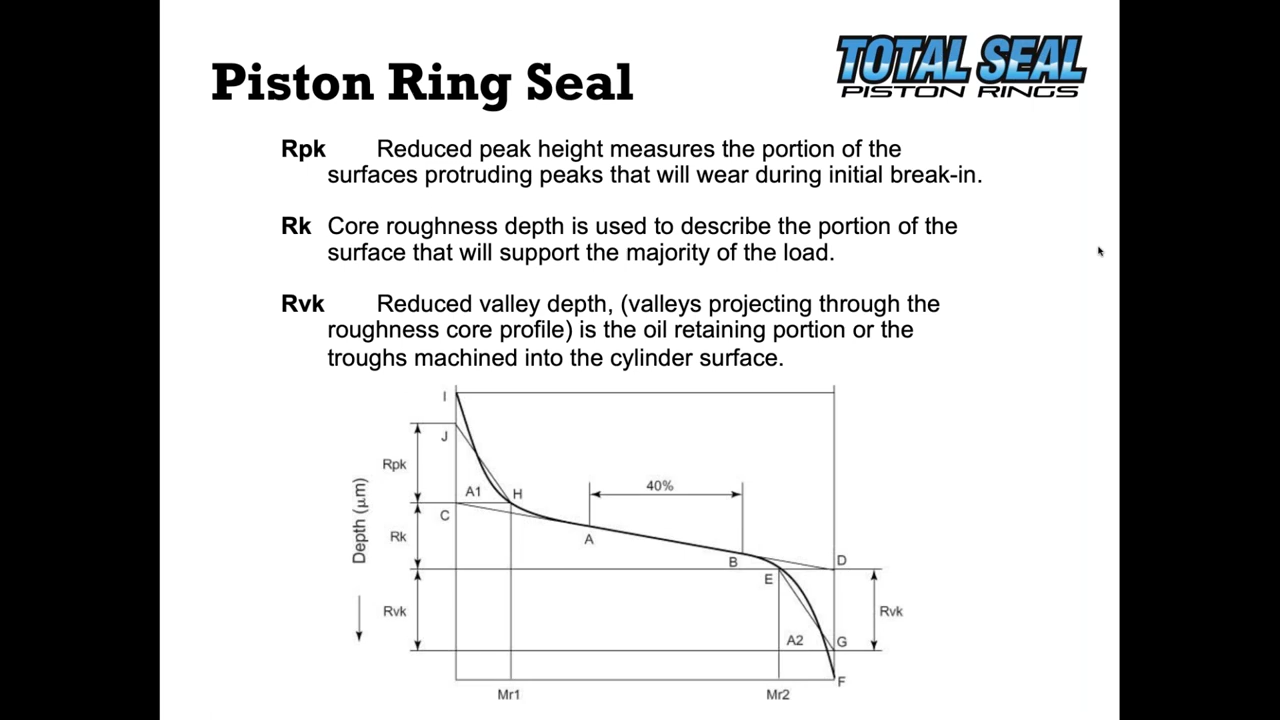 TOTAL SEAL
PISTON RINGS
Piston Ring Seal
Rpk Reduced peak height measures the portion of the
surfaces protruding peaks that will wear during initial break-in.
Rk Core roughness depth is used to describe the portion of the
surface that will support the majority of the load.
Rvk Reduced valley depth, (valleys projecting through the
roughness core profile) is the oil retaining portion or the
troughs machined into the cylinder surface.
I
J
Rpk
A1
H
40%
C
Depth (μm)
Rk
A
B
D
E
Rvk
Rvk
A2
G
F
Mr1
Mr2